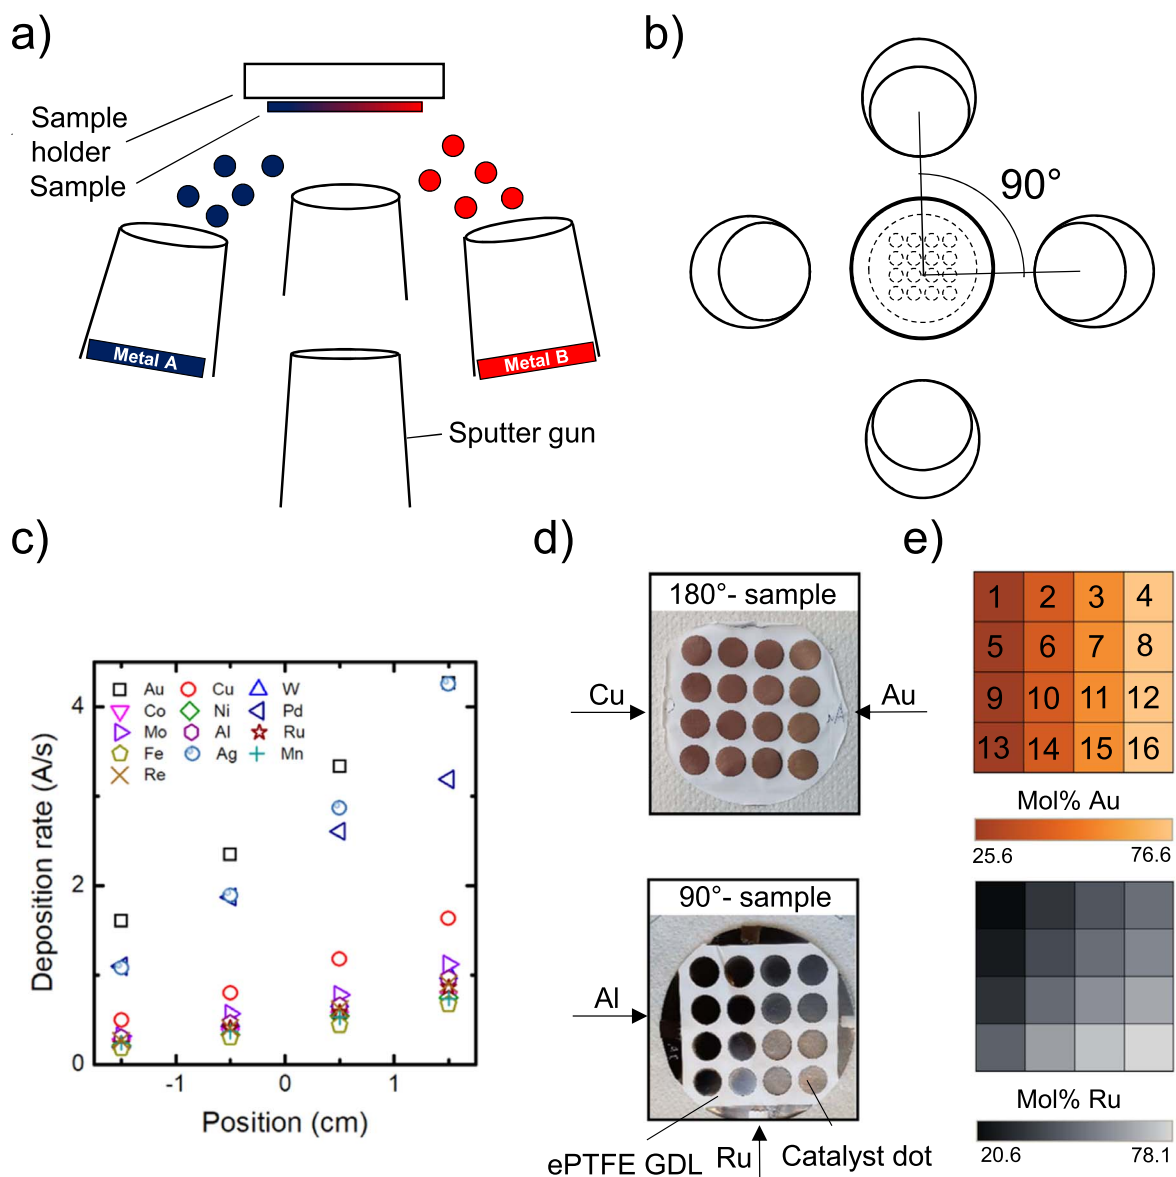 a)
Sample
holder
Sample
Metal A
Metal B
Sputter gun
b)
90°
c)
Deposition rate (A/s)
4
2
0
-1
0
1
Position (cm)
Au
Cu
W
Co
Ni
Pd
Mo
Al
Ru
Fe
Ag
Mn
Re
d)
180°- sample
Cu
Au
90°- sample
Al
ePTFE GDL
Ru
Catalyst dot
e)
1 2 3 4
5 6 7 8
9 10 11 12
13 14 15 16
Mol% Au
25.6
76.6
Mol% Ru
20.6
78.1